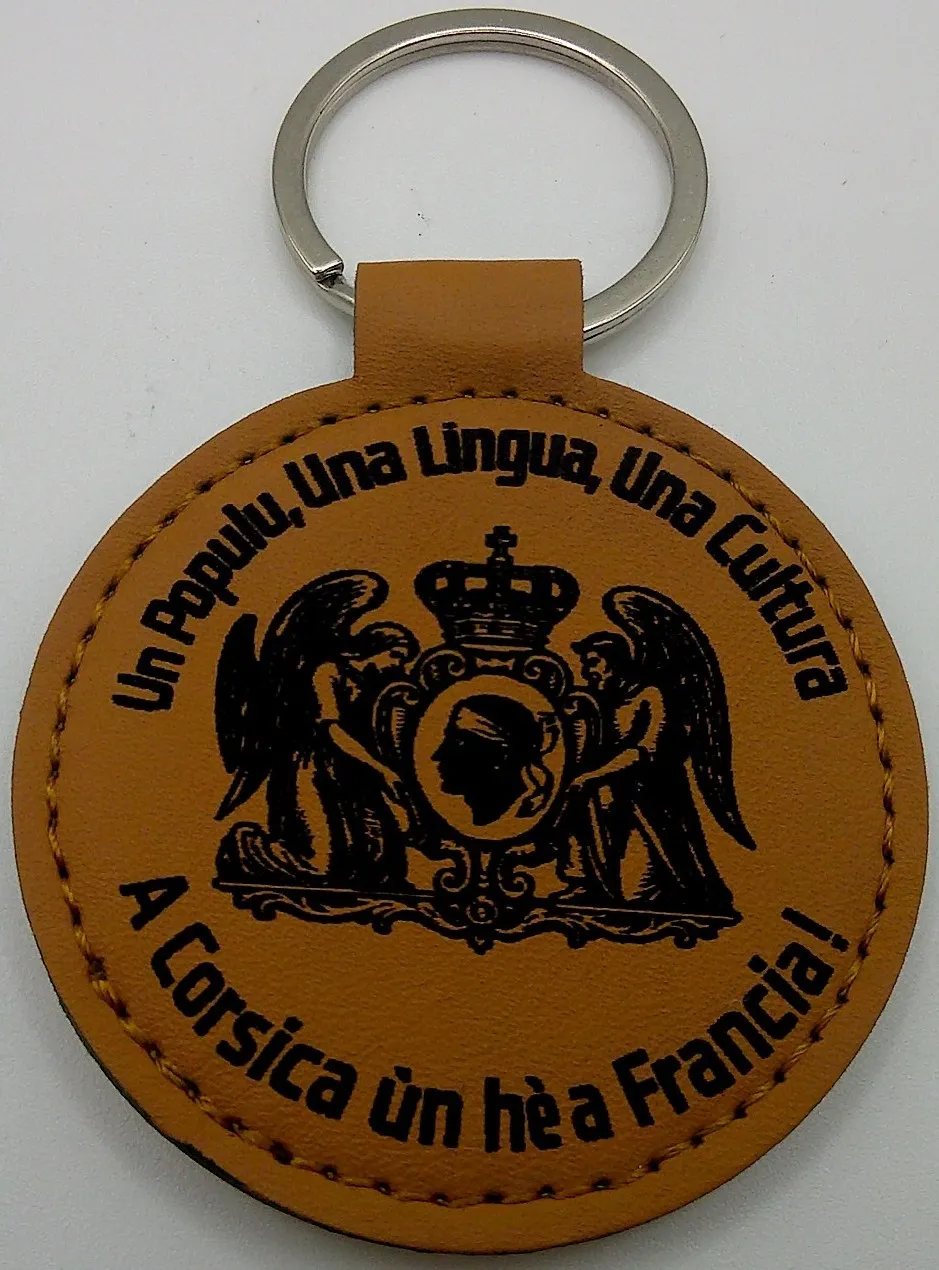 Un Populu, Una Lingua, Una Cultura
A Corsica ùn hè a Francia!